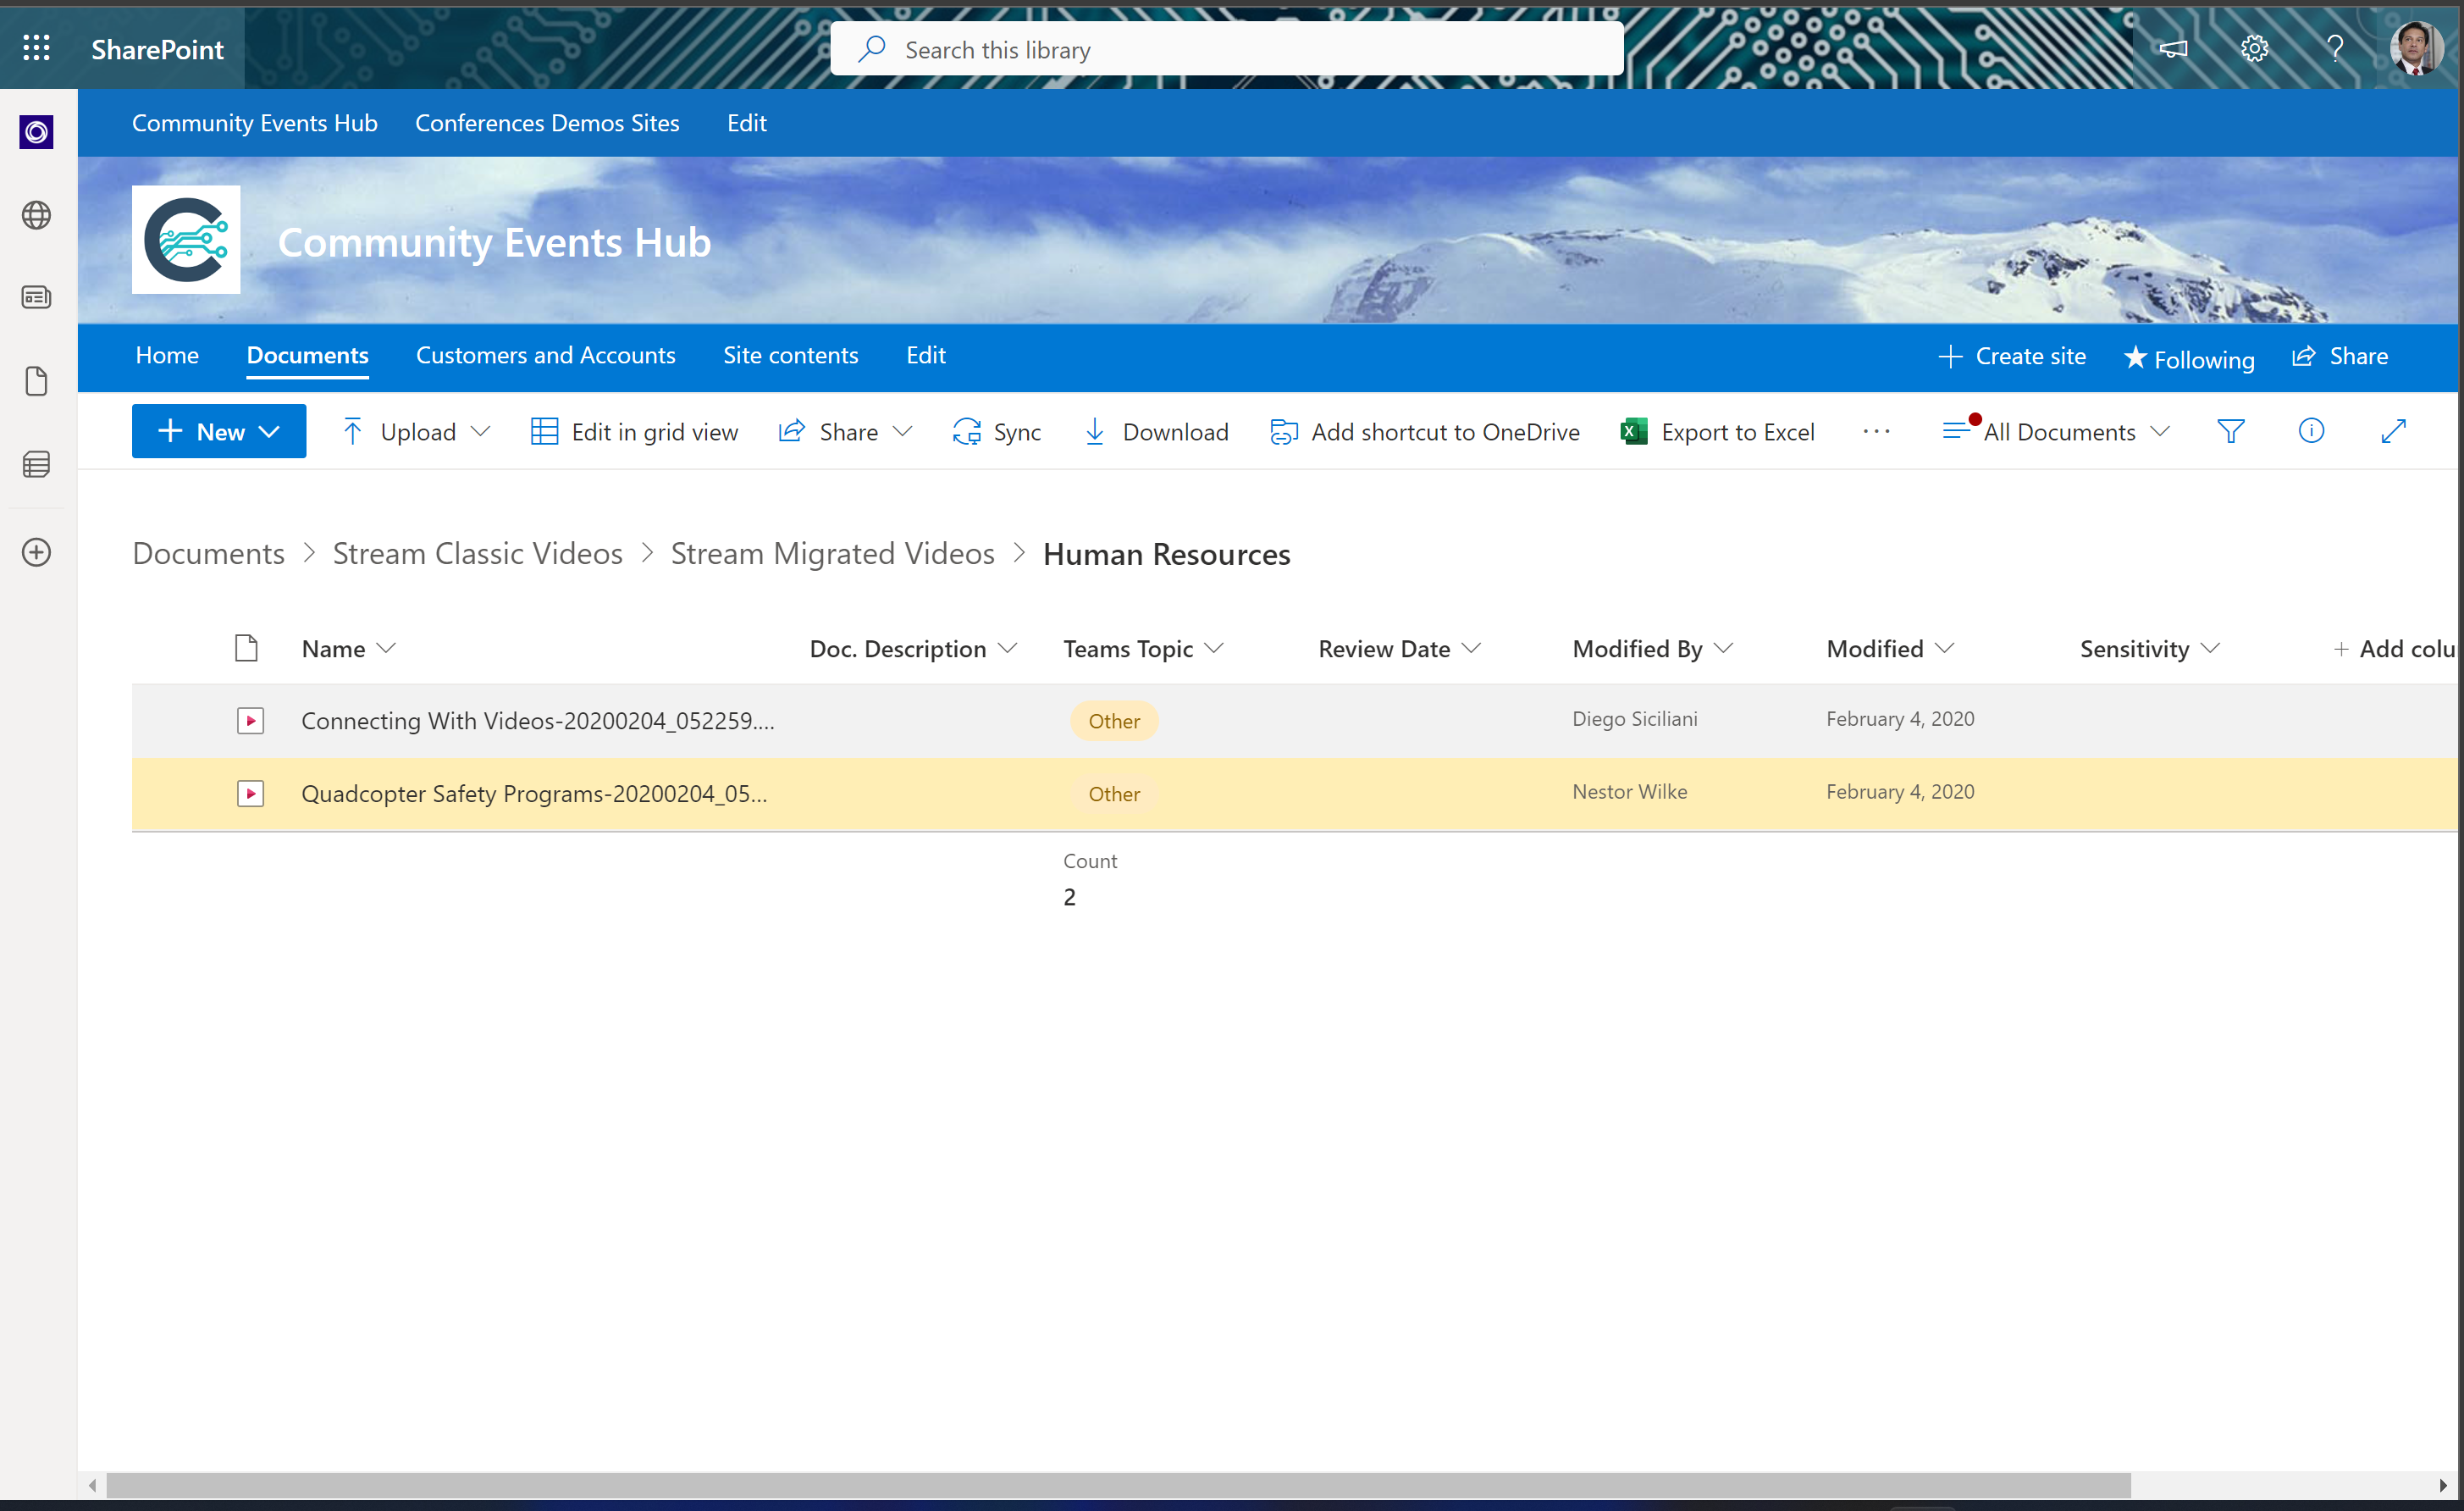 SharePoint
Search this library
Community Events Hub
Conferences Demos Sites
Edit
Community Events Hub
Home
Documents
Customers and Accounts
Site contents
Edit
Create site
Following
Share
New
Upload
Edit in grid view
Share
Sync
Download
Add shortcut to OneDrive
Export to Excel
All Documents
Documents > Stream Classic Videos > Stream Migrated Videos > Human Resources
Name
Doc. Description
Teams Topic
Review Date
Modified By
Modified
Sensitivity
+ Add colu
Connecting With Videos-20200204_052259....
Other
Diego Siciliani
February 4, 2020
Quadcopter Safety Programs-20200204_05...
Other
Nestor Wilke
February 4, 2020
Count
2